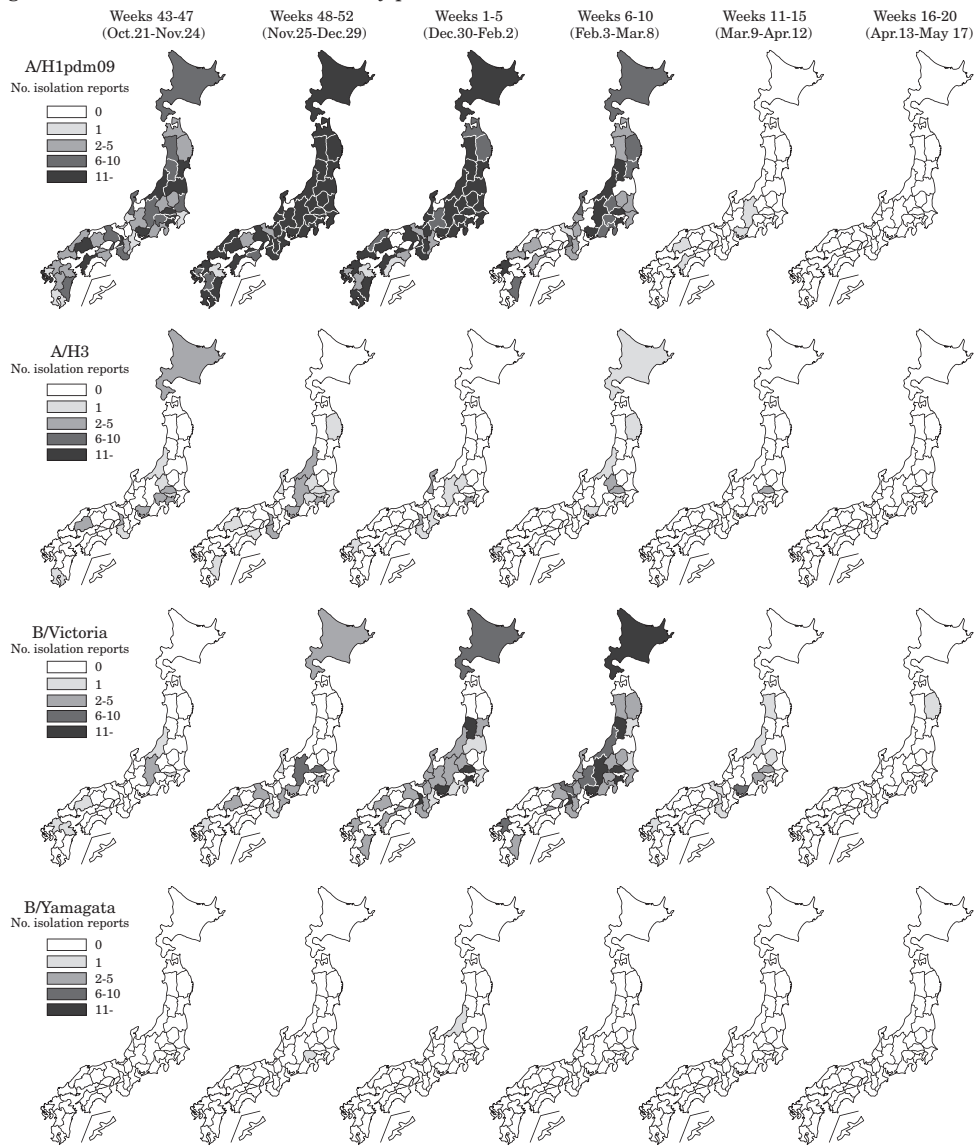 Weeks 43-47 Weeks 48-52 Weeks 1-5 Weeks 6-10 Weeks 11-15 Weeks 16-20
(Oct.21-Nov.24) (Nov.25-Dec.29) (Dec.30-Feb.2) (Feb.3-Mar.8) (Mar.9-Apr.12) (Apr.13-May 17)
A/H1pdm09
No. isolation reports
0
1
2-5
6-10
11-
A/H3
No. isolation reports
0
1
2-5
6-10
11-
B/Victoria
No. isolation reports
0
1
2-5
6-10
11-
B/Yamagata
No. isolation reports
0
1
2-5
6-10
11-